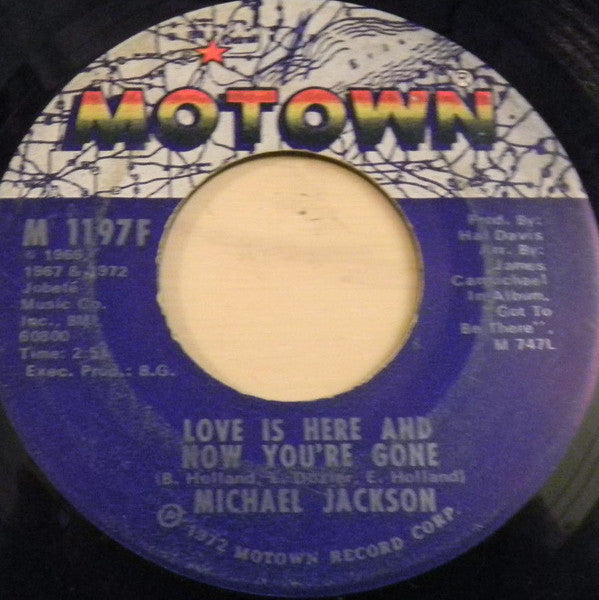 MOTOWN®
M 1197F
© 1966,
1967 & 1972
Jobete
Music Co.
Inc., BMI
60800
Time: 2:51
Exec. Prod.: B.G.
Prod. By:
Hal Davis
Arr. By:
James
Carmichael
In Album.
"Got To
Be There".
M 747L
LOVE IS HERE AND
NOW YOU'RE GONE
(B. Holland, L. Dozier, E. Holland)
MICHAEL JACKSON
℗ 1972 MOTOWN RECORD CORP.